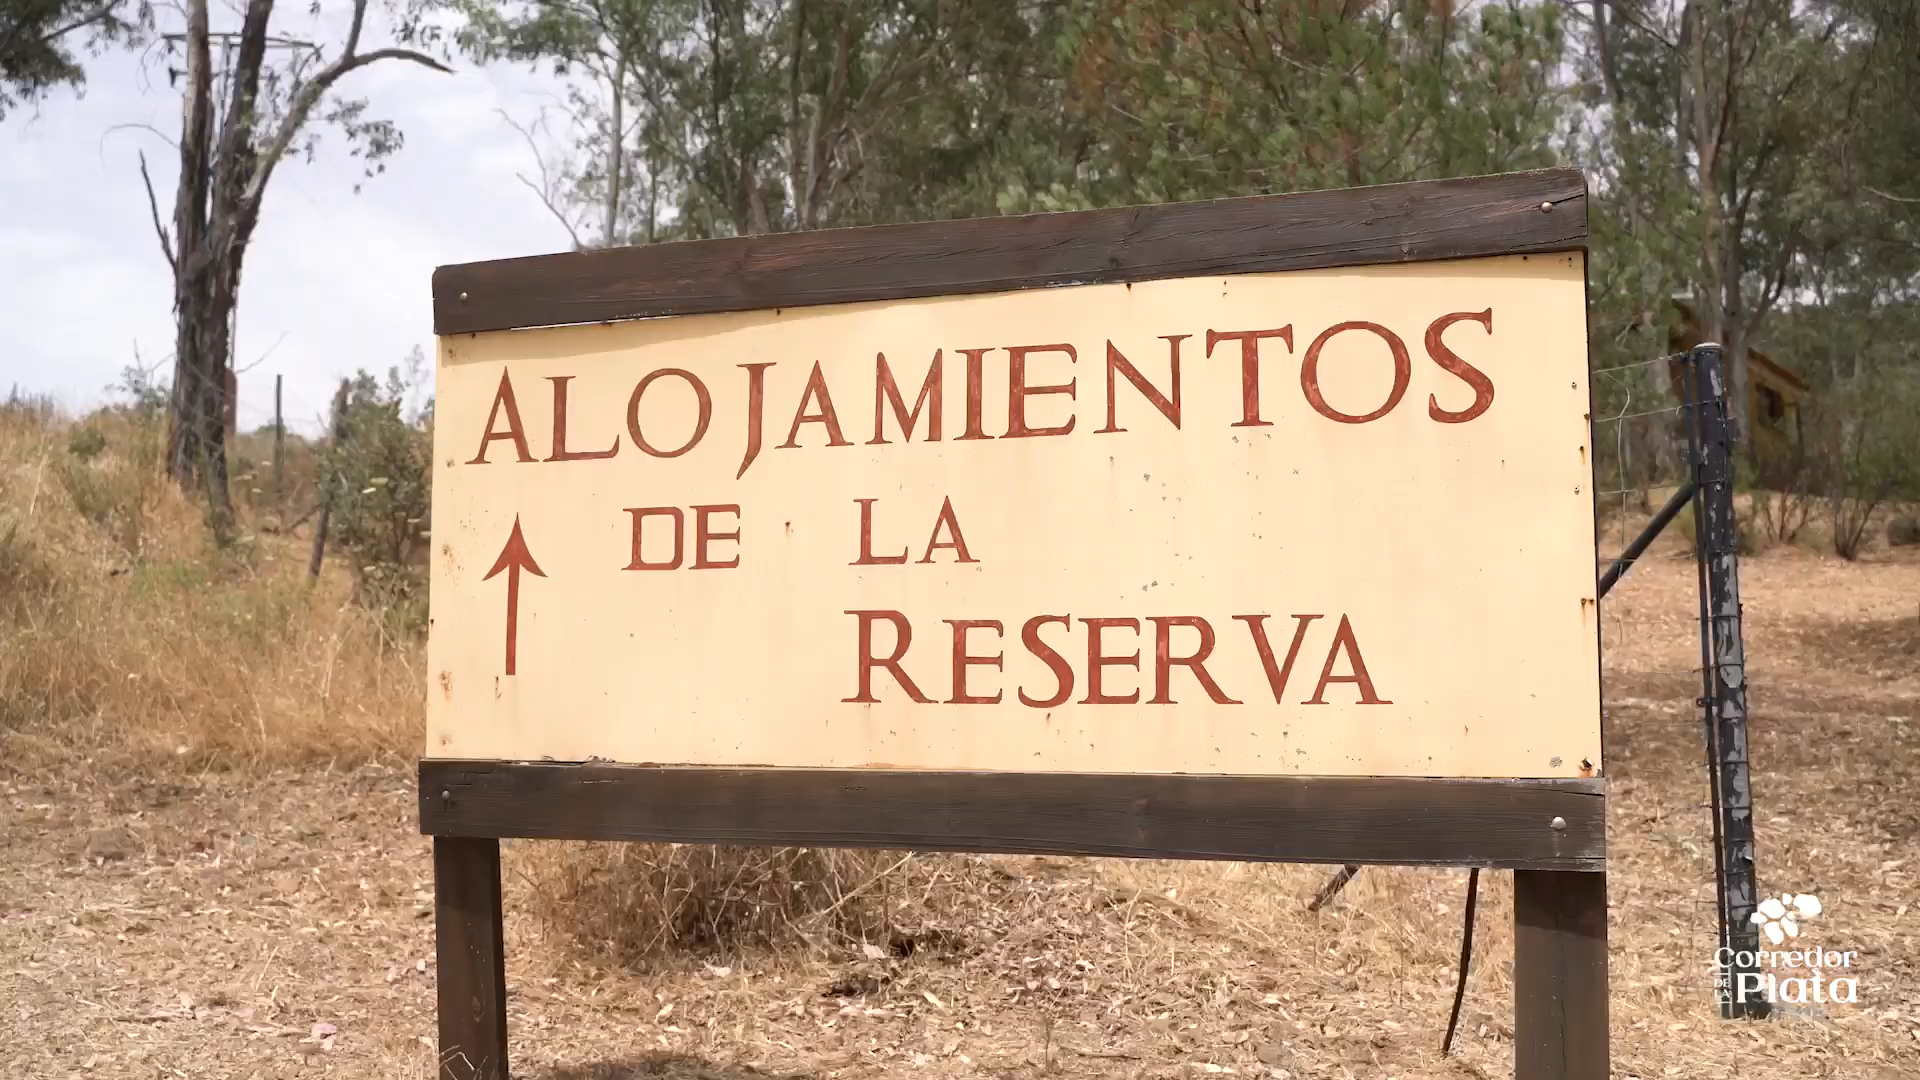 ALOJAMIENTOS
DE LA
RESERVA
Corredor
DE LA Plata